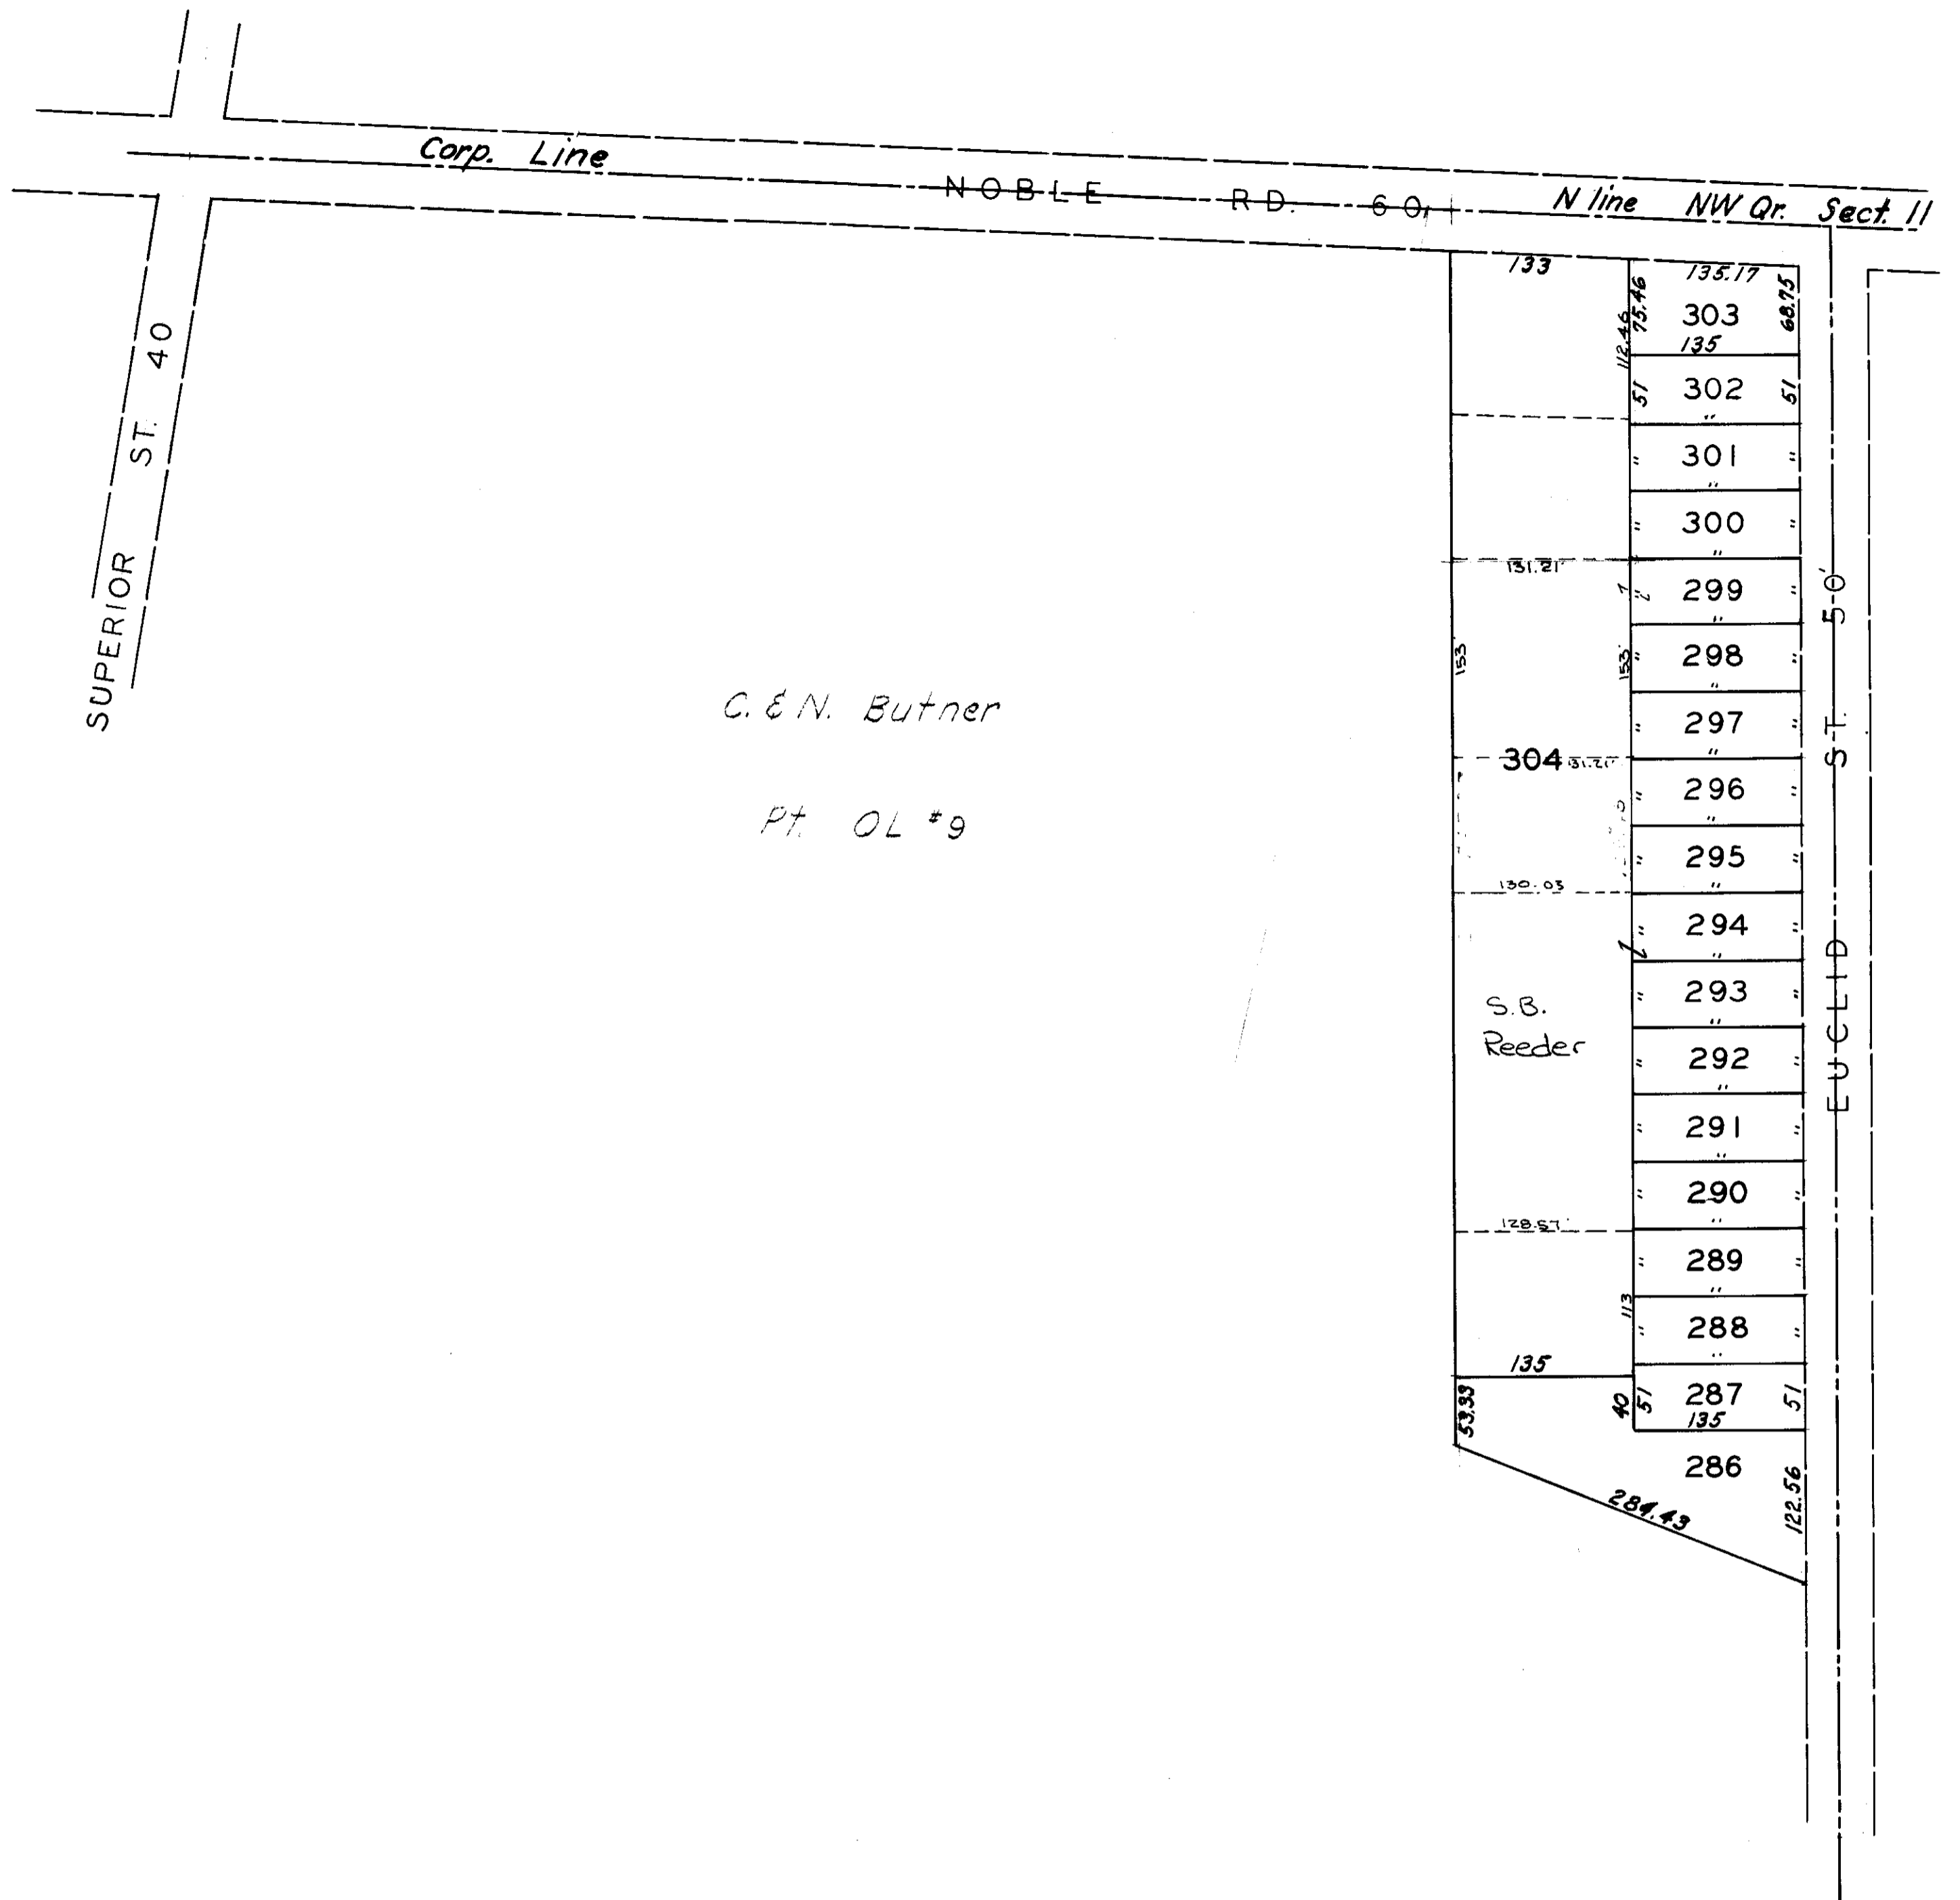 Corp. Line
NOBLE RD. 60'
N line NW Qr. Sect. 11
SUPERIOR ST. 40
133
135.17
75.46
68.75
303
112.46
135
51 302 51
"
" 301 "
"
" 300 "
"
131.21'
" 299 "
"
153'
153'
" 298 "
"
" 297 "
"
304
131.21'
" 296 "
"
" 295 "
"
130.03
" 294 "
"
" 293 "
"
" 292 "
"
" 291 "
"
" 290 "
"
128.57'
" 289 "
"
113
" 288 "
"
135
53.33
40
51 287 51
135
286
122.56
284.43
S.B.
Reeder
C. & N. Butner
Pt. OL #9
EUCLID ST. 50'